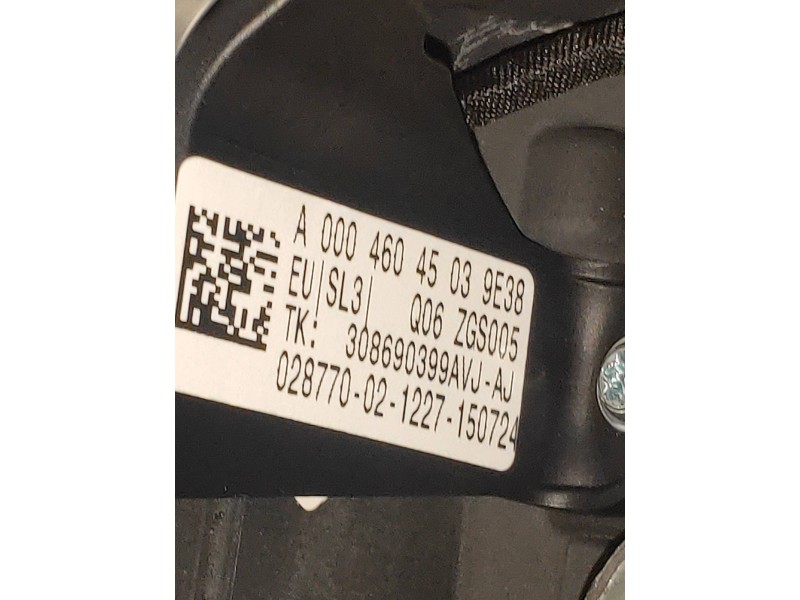 A 000 460 45 03 9E38
EU|SL3| Q06 ZGS005
TK: 308690399AVJ-AJ
028770-02-1227-150724